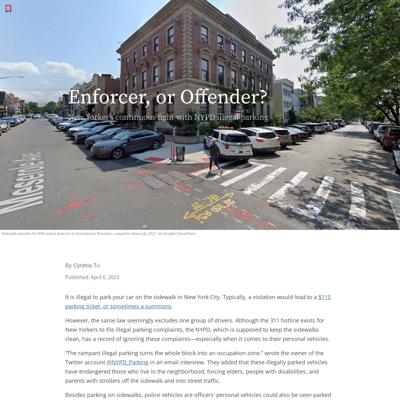 Enforcer, or Offender?
New Yorkers' continuous fight with NYPD illegal parking
Meserole Ave
Sidewalk outside the 94th police precinct in Greenpoint, Brooklyn, snapshot taken July, 2021 via Google StreetView
By Cynthia Tu
Published: April 6, 2023
It is illegal to park your car on the sidewalk in New York City. Typically, a violation would lead to a $115
parking ticket, or sometimes a summons.
However, the same law seemingly excludes one group of drivers. Although the 311 hotline exists for
New Yorkers to file illegal parking complaints, the NYPD, which is supposed to keep the sidewalks
clean, has a record of ignoring these complaints—especially when it comes to their personal vehicles.
"The rampant illegal parking turns the whole block into an occupation zone." wrote the owner of the
Twitter account @NYPD_Parking in an email interview. They added that these illegally parked vehicles
have endangered those who live in the neighborhood, forcing elders, people with disabilities, and
parents with strollers off the sidewalk and into street traffic.
Besides parking on sidewalks, police vehicles are officers' personal vehicles could also be seen parked